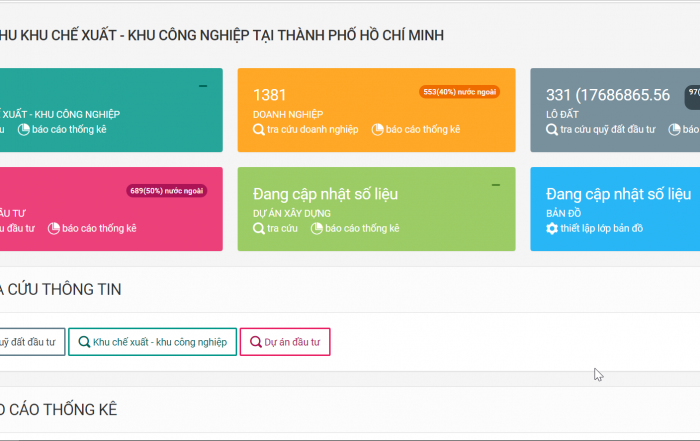 KHU CHẾ XUẤT - KHU CÔNG NGHIỆP TẠI THÀNH PHỐ HỒ CHÍ MINH
XUẤT - KHU CÔNG NGHIỆP
báo cáo thống kê
1381
553(40%) nước ngoài
DOANH NGHIỆP
tra cứu doanh nghiệp báo cáo thống kê
331 (17686865.56
97(
LÔ ĐẤT
tra cứu quỹ đất đầu tư báo
689(50%) nước ngoài
TƯ
đầu tư báo cáo thống kê
Đang cập nhật số liệu
DỰ ÁN XÂY DỰNG
tra cứu báo cáo thống kê
Đang cập nhật số liệu
BẢN ĐỒ
thiết lập lớp bản đồ
CỨU THÔNG TIN
đất đầu tư
Khu chế xuất - khu công nghiệp
Dự án đầu tư
CÁO THỐNG KÊ